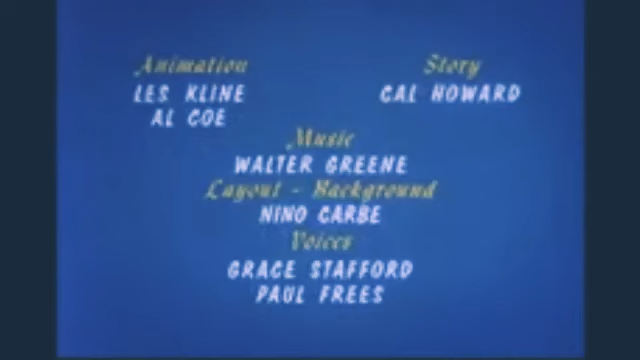 Animation
Story
LES KLINE
CAL HOWARD
AL COE
Music
WALTER GREENE
Layout - Background
NINO CARBE
Voices
GRACE STAFFORD
PAUL FREES